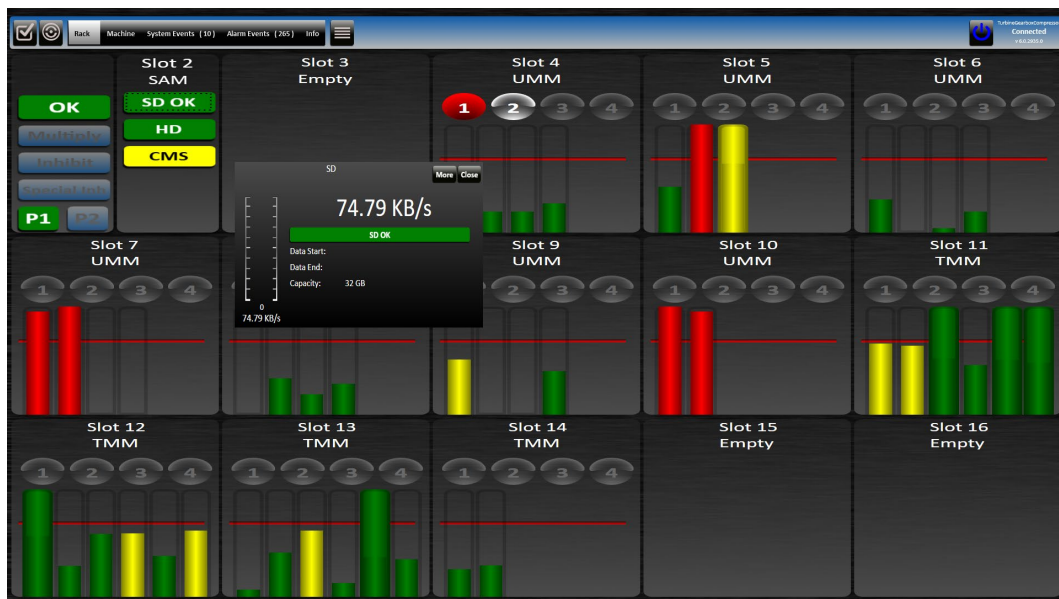 Rack Machine System Events ( 10 ) Alarm Events ( 265 ) Info
TurbineGearboxCompressor
Connected
v 6.0.2800.0
OK
Multiply
Inhibit
P1 P2
Slot 2
SAM
SD OK
HD
CMS
Slot 3
Empty
Slot 4
UMM
1 2 3 4
Slot 5
UMM
1 2 3 4
Slot 6
UMM
1 2 3 4
SD
More Close
74.79 KB/s
SD OK
Data Start:
Data End:
Capacity: 32 GB
0
74.79 KB/s
Slot 7
UMM
1 2 3 4
Slot 9
UMM
2 3 4
Slot 10
UMM
1 2 3 4
Slot 11
TMM
1 2 3 4
Slot 12
TMM
1 2 3 4
Slot 13
TMM
1 2 3 4
Slot 14
TMM
1 2 3 4
Slot 15
Empty
Slot 16
Empty